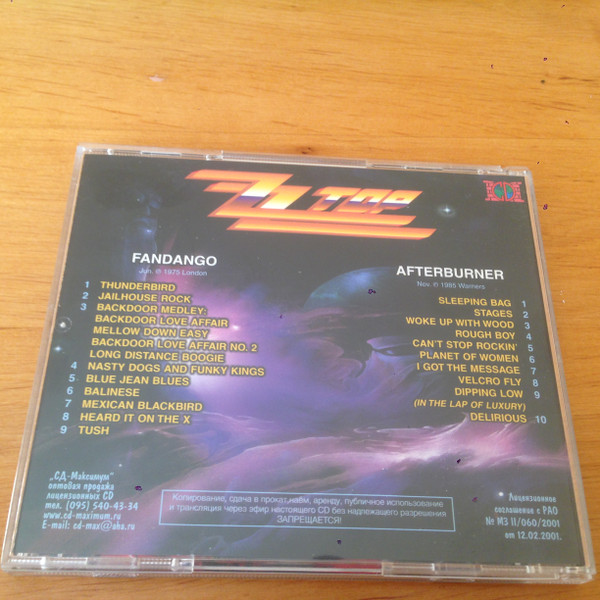 ZZ TOP
FANDANGO
Jun. ℗ 1975 London
1 THUNDERBIRD
2 JAILHOUSE ROCK
3 BACKDOOR MEDLEY:
BACKDOOR LOVE AFFAIR
MELLOW DOWN EASY
BACKDOOR LOVE AFFAIR NO. 2
LONG DISTANCE BOOGIE
4 NASTY DOGS AND FUNKY KINGS
5 BLUE JEAN BLUES
6 BALINESE
7 MEXICAN BLACKBIRD
8 HEARD IT ON THE X
9 TUSH
AFTERBURNER
Nov. ℗ 1985 Warners
SLEEPING BAG 1
STAGES 2
WOKE UP WITH WOOD 3
ROUGH BOY 4
CAN'T STOP ROCKIN' 5
PLANET OF WOMEN 6
I GOT THE MESSAGE 7
VELCRO FLY 8
DIPPING LOW 9
(IN THE LAP OF LUXURY)
DELIRIOUS 10
„СД-Максимум"
оптовая продажа
лицензионных CD
тел. (095) 540-43-34
www.cd-maximum.ru
E-mail: cd-max@aha.ru
Копирование, сдача в прокат,наём, аренду, публичное использование
и трансляция через эфир настоящего CD без надлежащего разрешения
ЗАПРЕЩАЕТСЯ!
Лицензионное
соглашение с РАО
№ МЗ II/060/2001
от 12.02.2001.